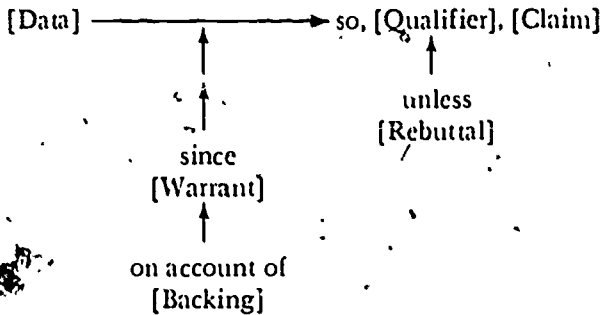 [Data] so, [Qualifier], [Claim]
unless
[Rebuttal]
since
[Warrant]
on account of
[Backing]